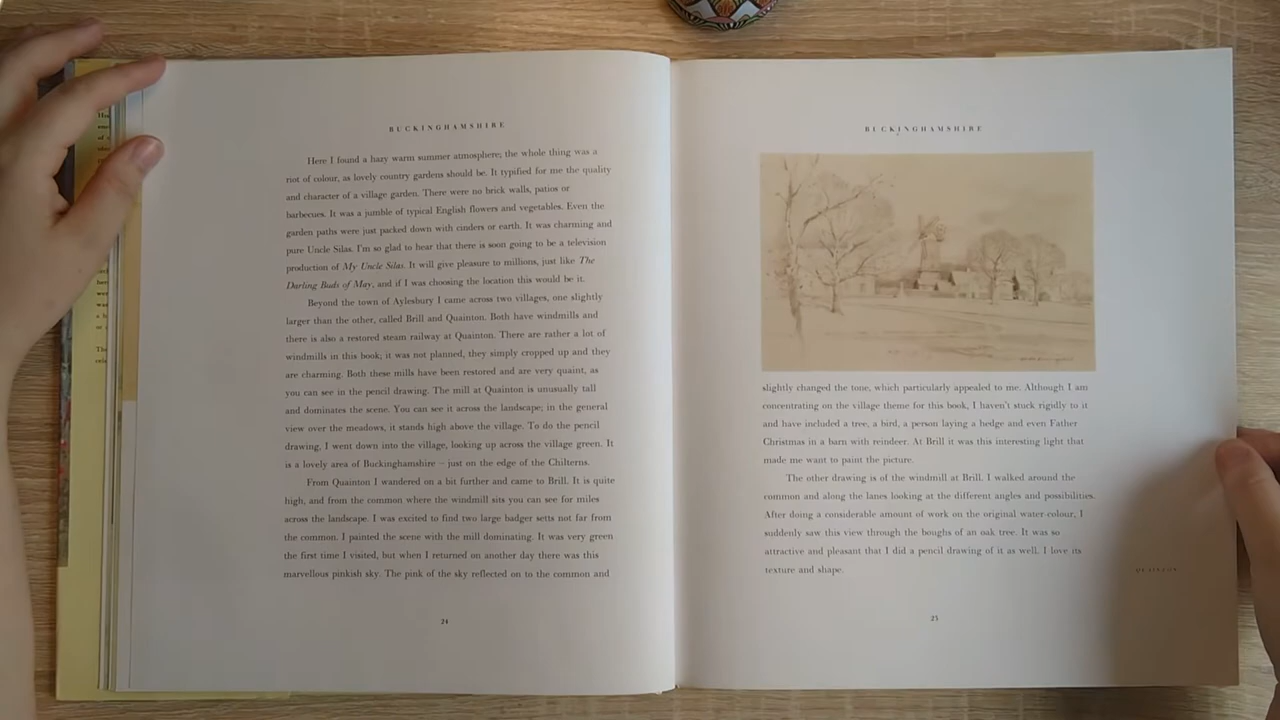 BUCKINGHAMSHIRE
Here I found a hazy warm summer atmosphere; the whole thing was a
riot of colour, as lovely country gardens should be. It typified for me the quality
and character of a village garden. There were no brick walls, patios or
barbecues. It was a jumble of typical English flowers and vegetables. Even the
garden paths were just packed down with cinders or earth. It was charming and
pure Uncle Silas. I'm so glad to hear that there is soon going to be a television
production of My Uncle Silas. It will give pleasure to millions, just like The
Darling Buds of May, and if I was choosing the location this would be it.
Beyond the town of Aylesbury I came across two villages, one slightly
larger than the other, called Brill and Quainton. Both have windmills and
there is also a restored steam railway at Quainton. There are rather a lot of
windmills in this book; it was not planned, they simply cropped up and they
are charming. Both these mills have been restored and are very quaint, as
you can see in the pencil drawing. The mill at Quainton is unusually tall
and dominates the scene. You can see it across the landscape; in the general
view over the meadows, it stands high above the village. To do the pencil
drawing, I went down into the village, looking up across the village green. It
is a lovely area of Buckinghamshire – just on the edge of the Chilterns.
From Quainton I wandered on a bit further and came to Brill. It is quite
high, and from the common where the windmill sits you can see for miles
across the landscape. I was excited to find two large badger setts not far from
the common. I painted the scene with the mill dominating. It was very green
the first time I visited, but when I returned on another day there was this
marvellous pinkish sky. The pink of the sky reflected on to the common and
24
BUCKINGHAMSHIRE
slightly changed the tone, which particularly appealed to me. Although I am
concentrating on the village theme for this book, I haven't stuck rigidly to it
and have included a tree, a bird, a person laying a hedge and even Father
Christmas in a barn with reindeer. At Brill it was this interesting light that
made me want to paint the picture.
The other drawing is of the windmill at Brill. I walked around the
common and along the lanes looking at the different angles and possibilities.
After doing a considerable amount of work on the original water-colour, I
suddenly saw this view through the boughs of an oak tree. It was so
attractive and pleasant that I did a pencil drawing of it as well. I love its
texture and shape.
QUAINTON
25